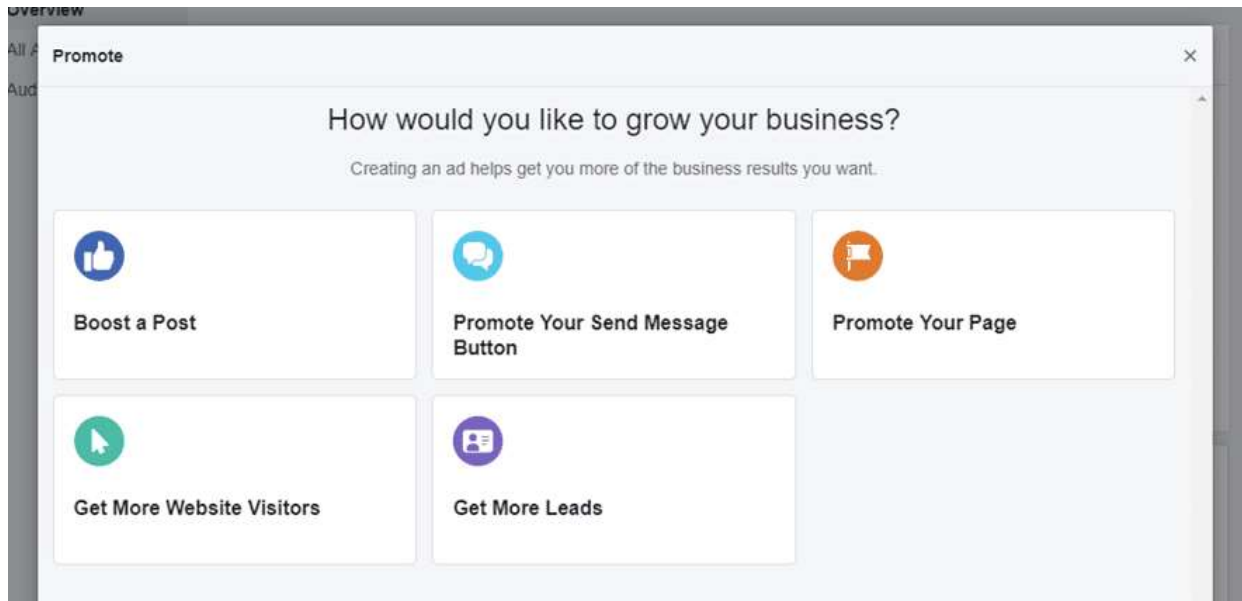 Overview
All A
Aud
Promote
How would you like to grow your business?
Creating an ad helps get you more of the business results you want.
Boost a Post
Promote Your Send Message
Button
Promote Your Page
Get More Website Visitors
Get More Leads